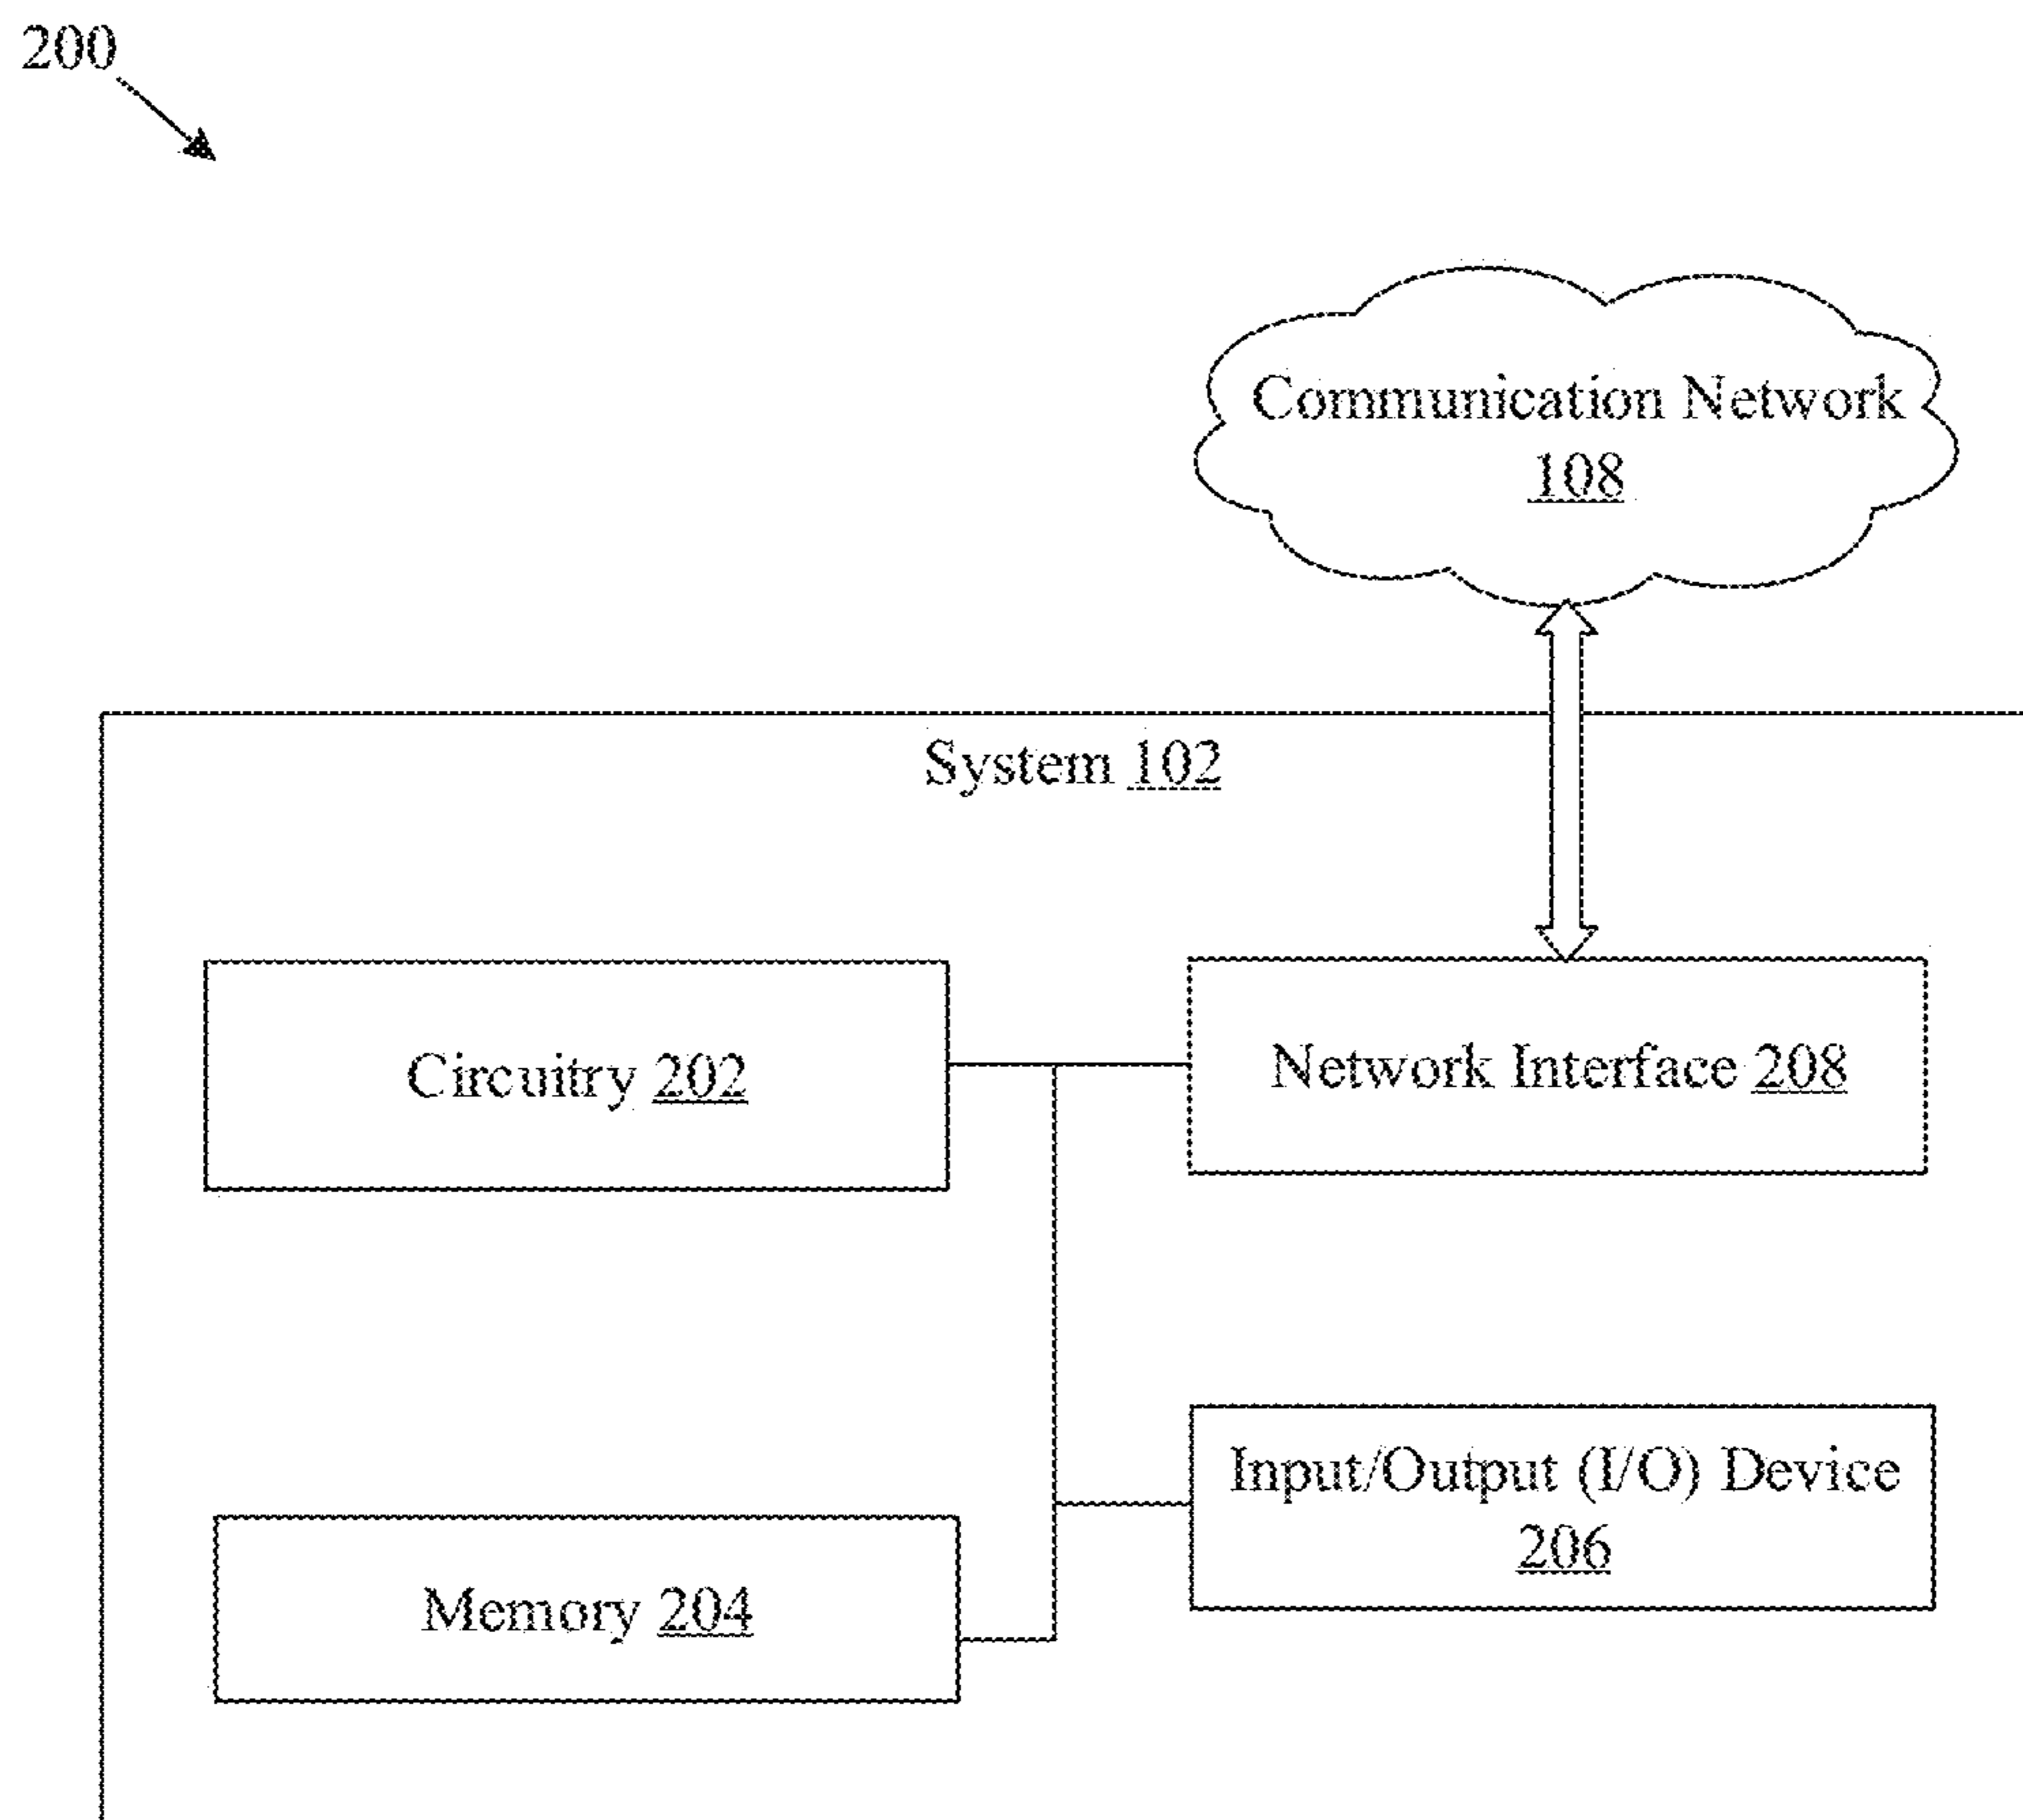 200
Communication Network
108
System 102
Circuitry 202
Network Interface 208
Input/Output (I/O) Device
206
Memory 204